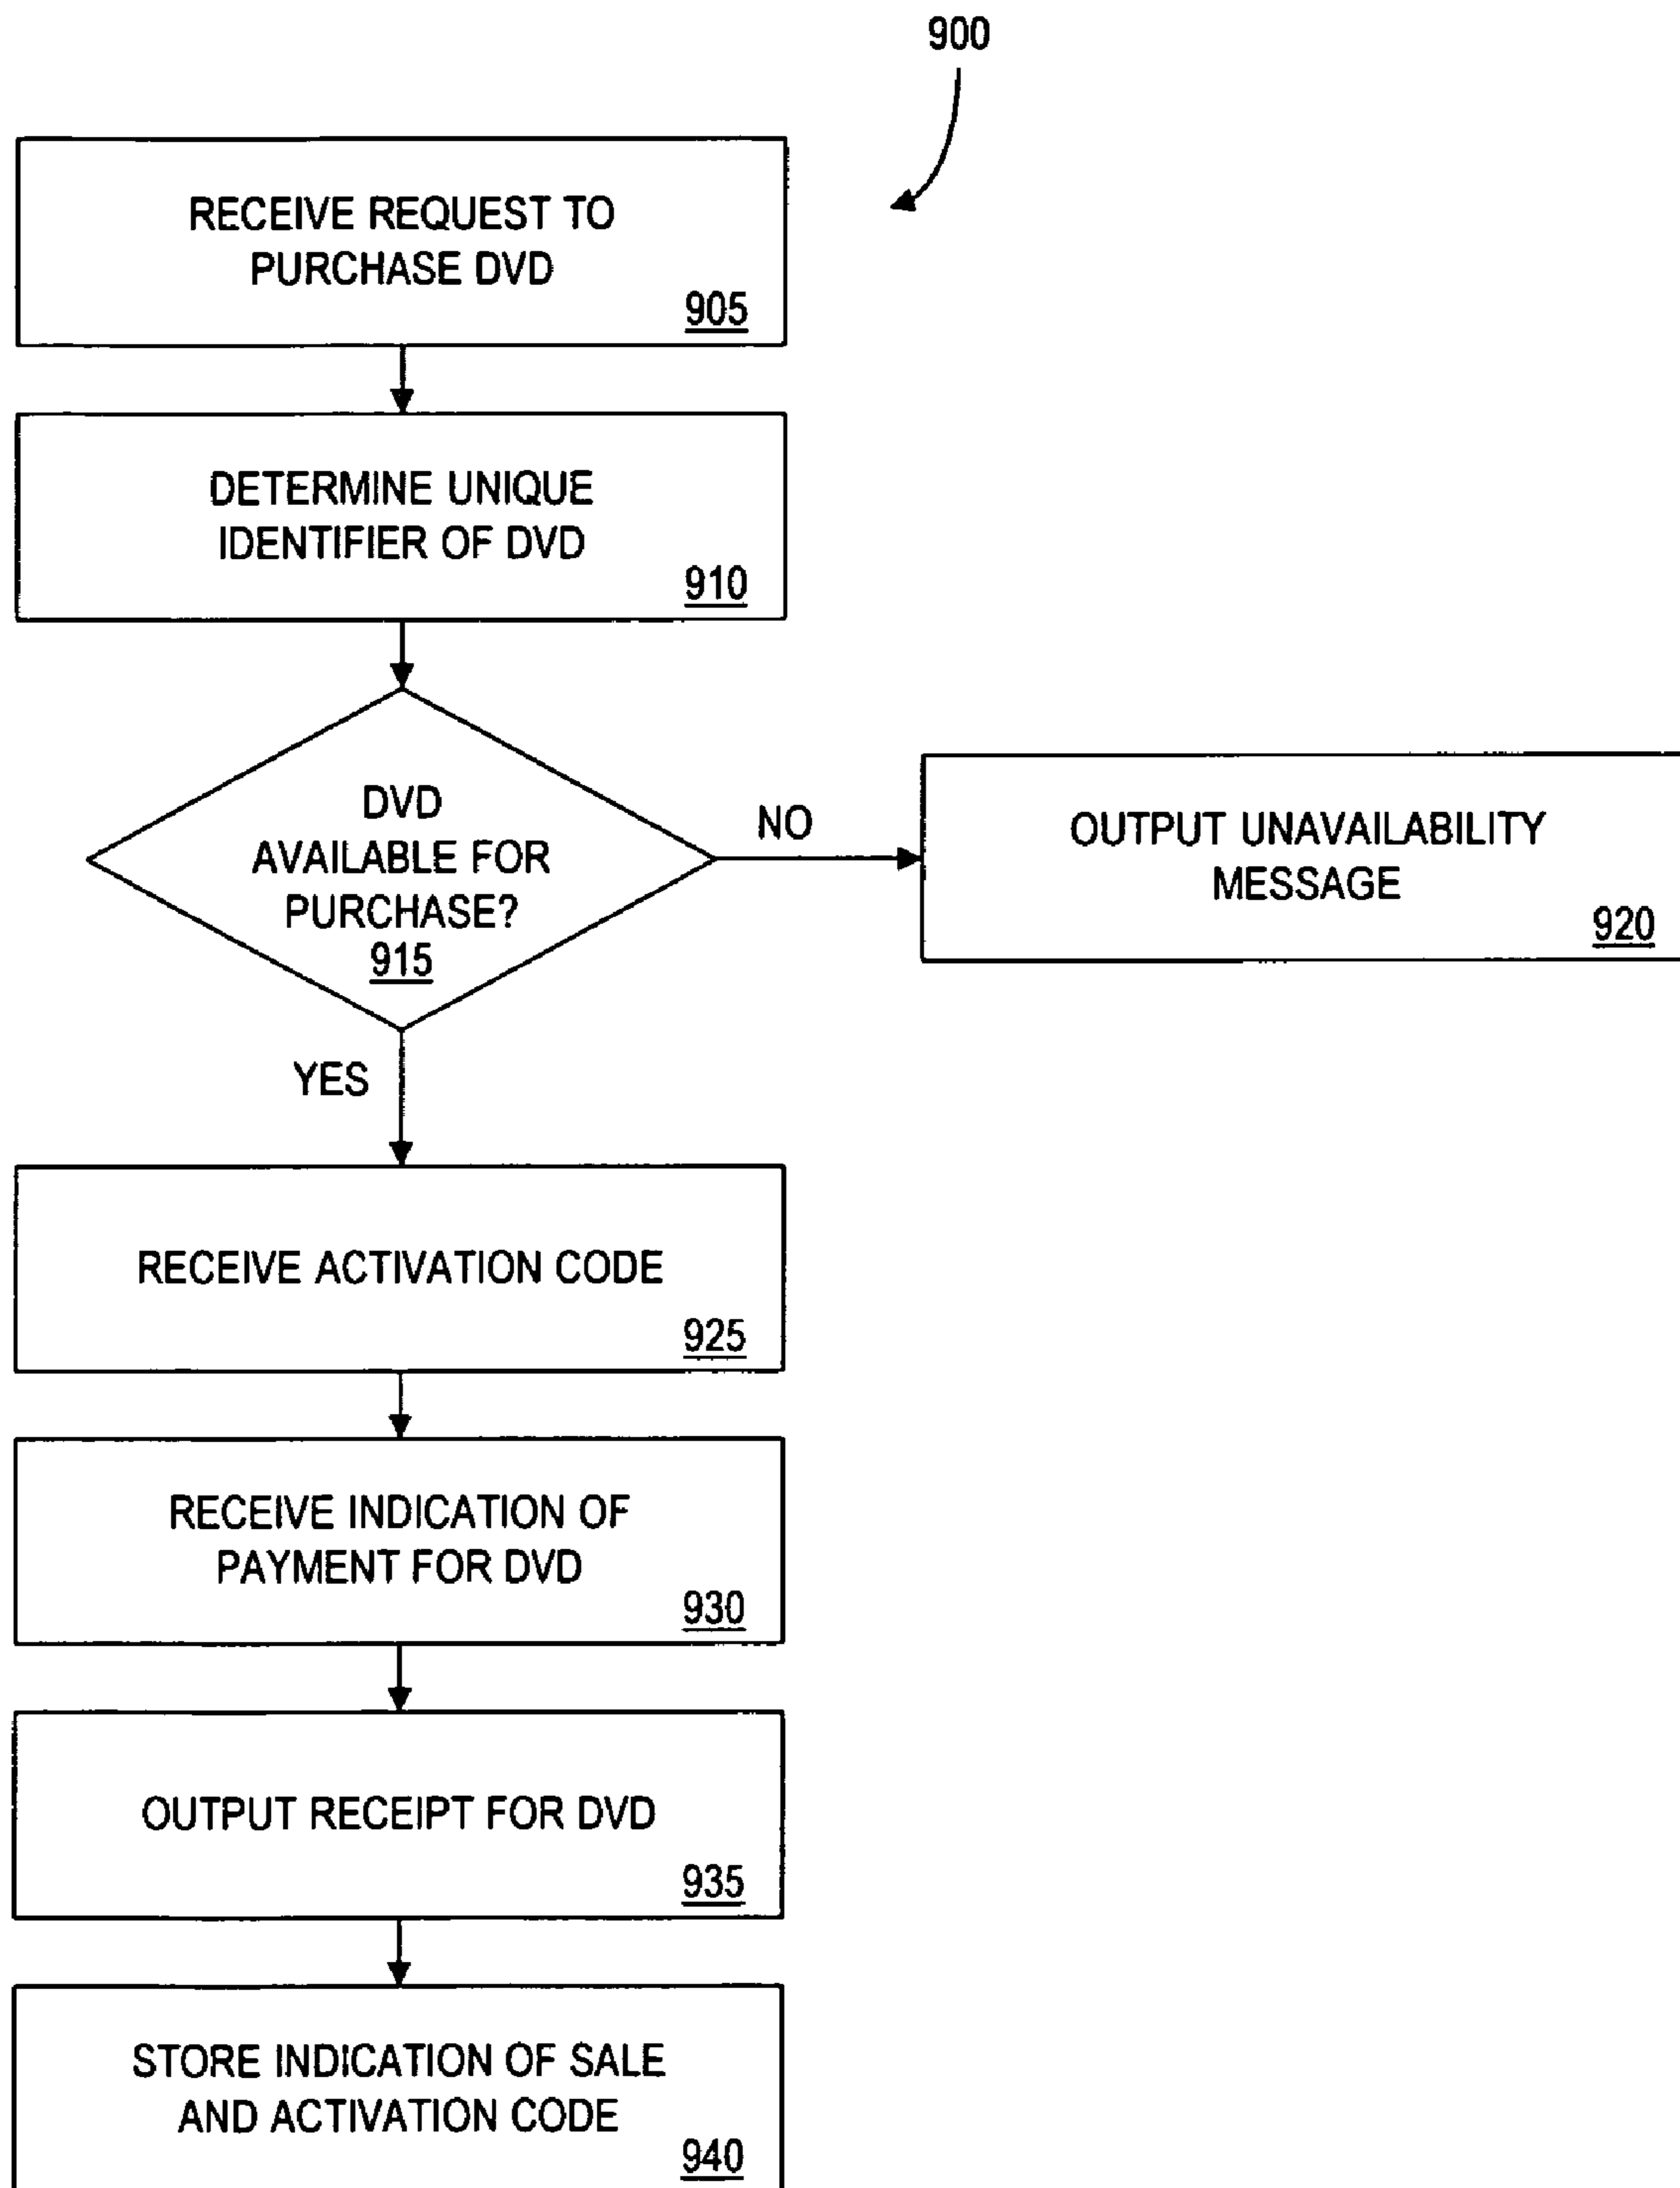 900
RECEIVE REQUEST TO
PURCHASE DVD
905
DETERMINE UNIQUE
IDENTIFIER OF DVD
910
DVD
AVAILABLE FOR
PURCHASE?
915
NO
OUTPUT UNAVAILABILITY
MESSAGE
920
YES
RECEIVE ACTIVATION CODE
925
RECEIVE INDICATION OF
PAYMENT FOR DVD
930
OUTPUT RECEIPT FOR DVD
935
STORE INDICATION OF SALE
AND ACTIVATION CODE
940